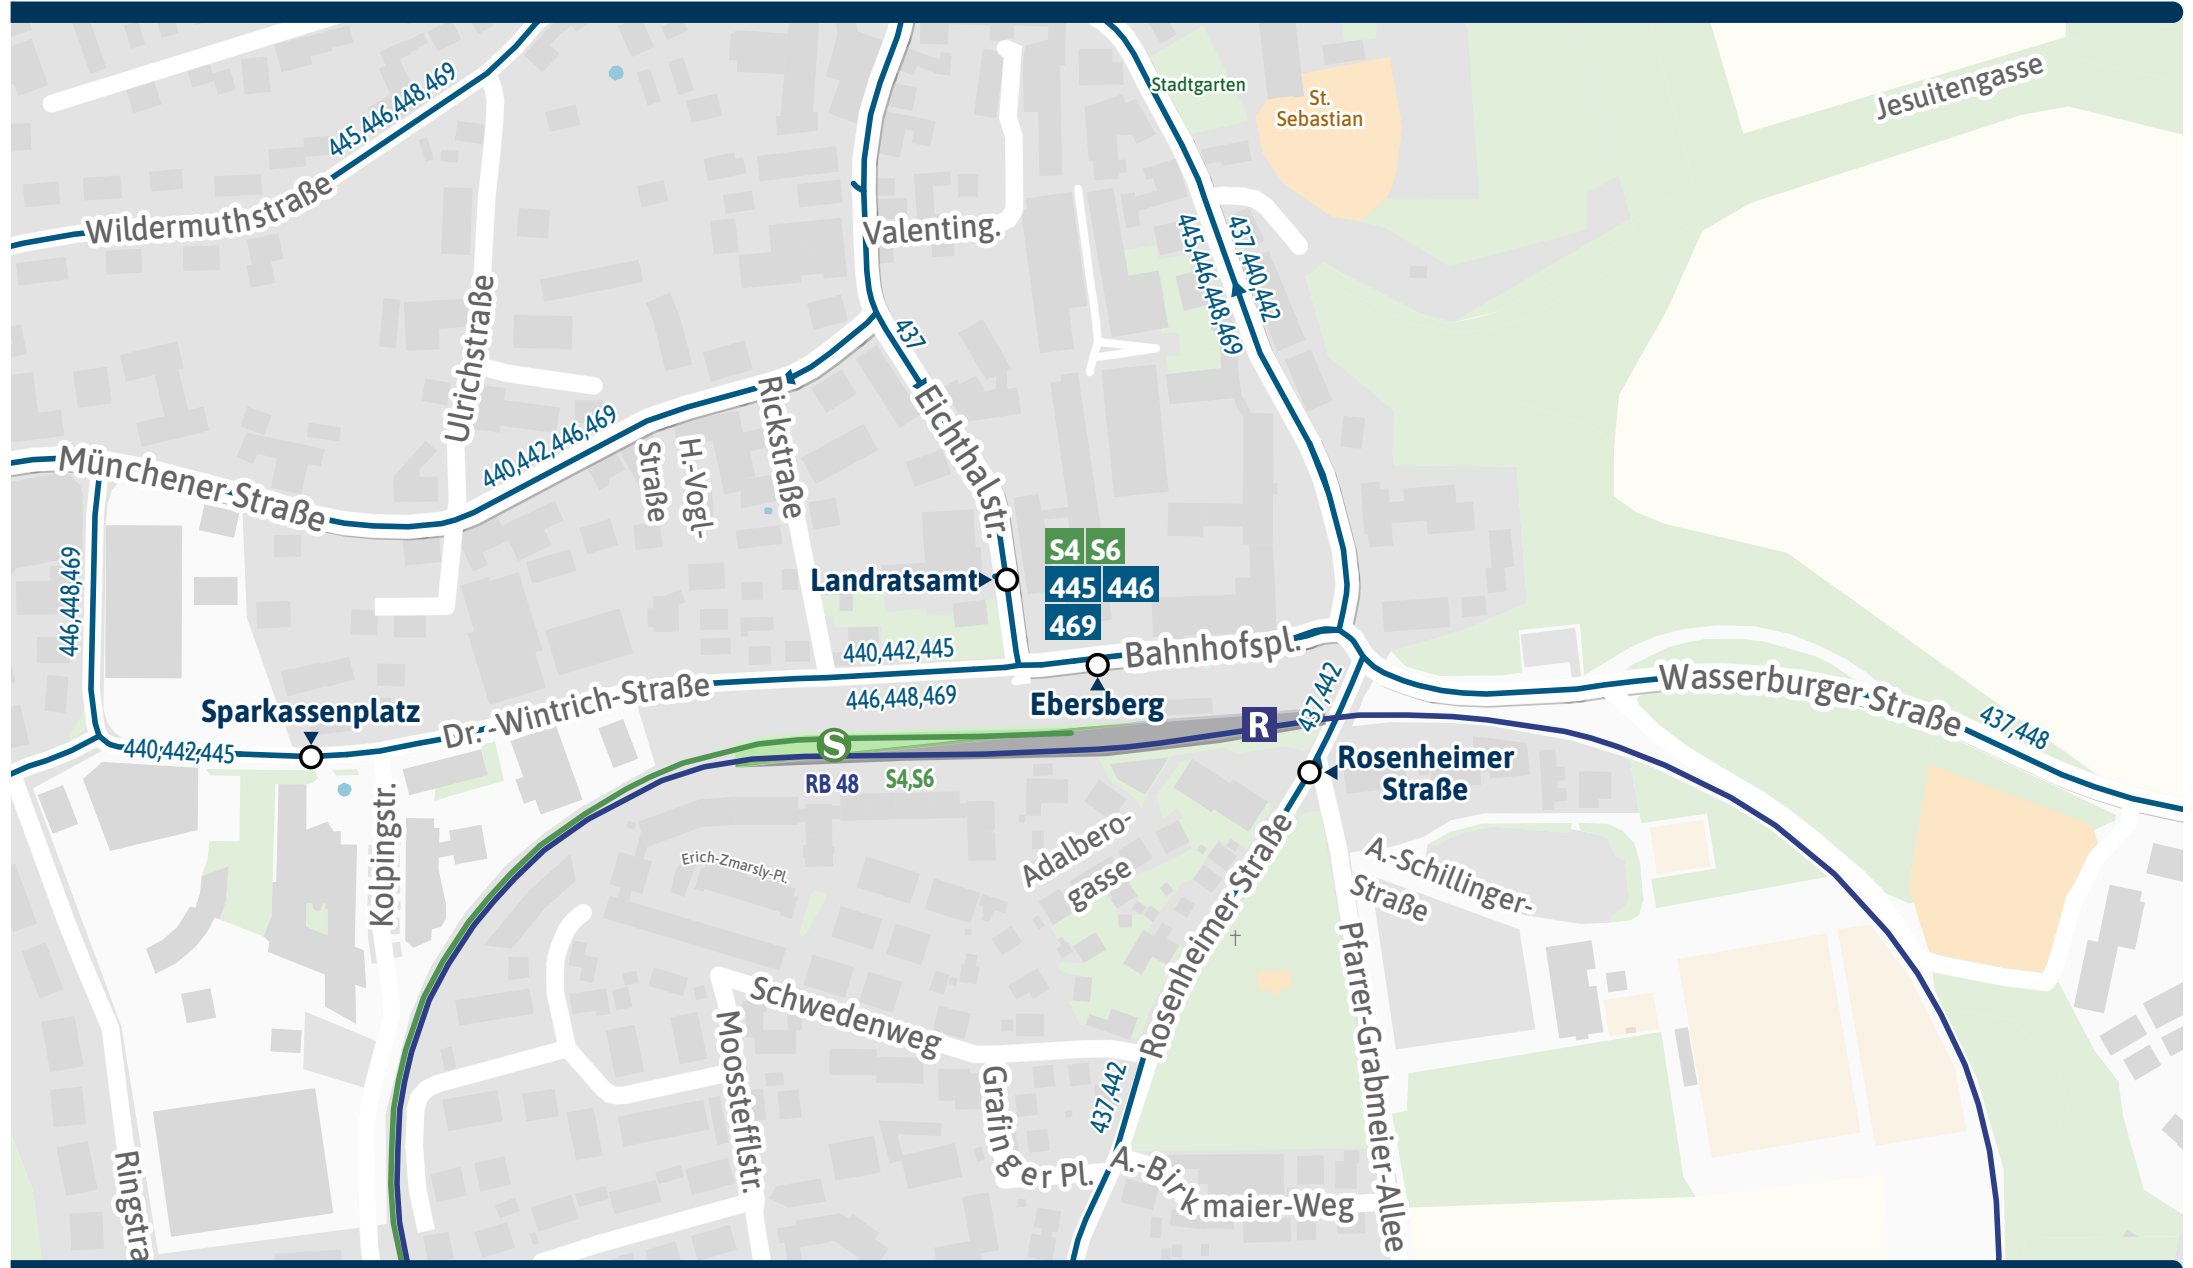 Stadtgarten
St.
Sebastian
Jesuitengasse
445,446,448,469
Wildermuthstraße
Valenting.
445,446,448,469
437,440,442
Ulrichstraße
437
Rickstraße
Eichthalstr.
440,442,446,469
H.-Vogl-
Straße
Münchener Straße
446,448,469
S4 S6
445 446
469
Landratsamt
Bahnhofspl.
440,442,445
446,448,469
Ebersberg
437,442
Wasserburger Straße
437,448
Sparkassenplatz
Dr.-Wintrich-Straße
440,442,445
S
R
RB 48
S4,S6
Rosenheimer
Straße
Kolpingstr.
Erich-Zmarsly-Pl.
Adalbero-
gasse
A.-Schillinger-
Straße
Rosenheimer Straße
Pfarrer-Grabmeier-Allee
Schwedenweg
Moosstefflstr.
Grafinger Pl.
437,442
A.-Birkmaier-Weg
Ringstra